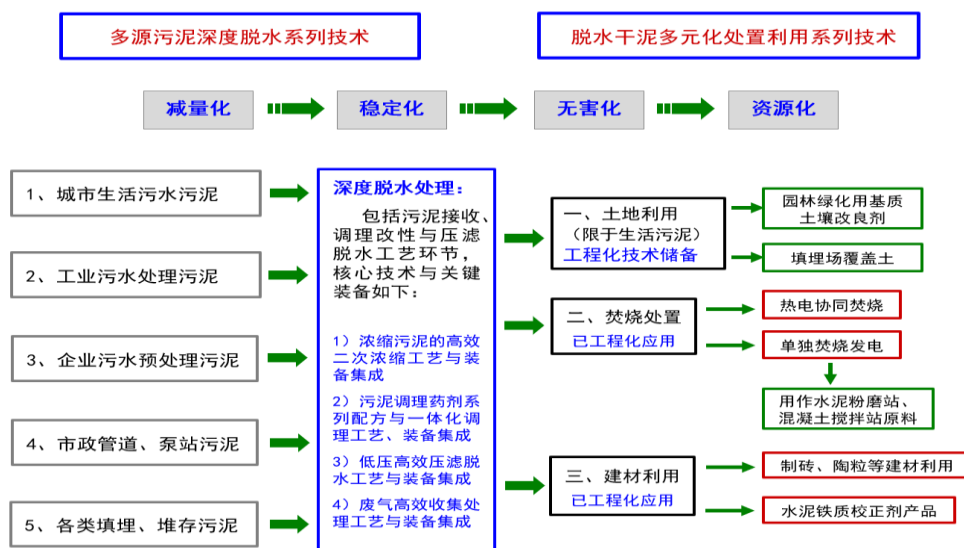 多源污泥深度脱水系列技术
脱水干泥多元化处置利用系列技术
减量化
稳定化
无害化
资源化
1、城市生活污水污泥
2、工业污水处理污泥
3、企业污水预处理污泥
4、市政管道、泵站污泥
5、各类填埋、堆存污泥
深度脱水处理：
包括污泥接收、
调理改性与压滤
脱水工艺环节，
核心技术与关键
装备如下：
1）浓缩污泥的高效
二次浓缩工艺与装
备集成
2）污泥调理药剂系
列配方与一体化调
理工艺、装备集成
3）低压高效压滤脱
水工艺与装备集成
4）废气高效收集处
理工艺与装备集成
一、土地利用
（限于生活污泥）
工程化技术储备
园林绿化用基质
土壤改良剂
填埋场覆盖土
二、焚烧处置
已工程化应用
热电协同焚烧
单独焚烧发电
用作水泥粉磨站、
混凝土搅拌站原料
三、建材利用
已工程化应用
制砖、陶粒等建材利用
水泥铁质校正剂产品